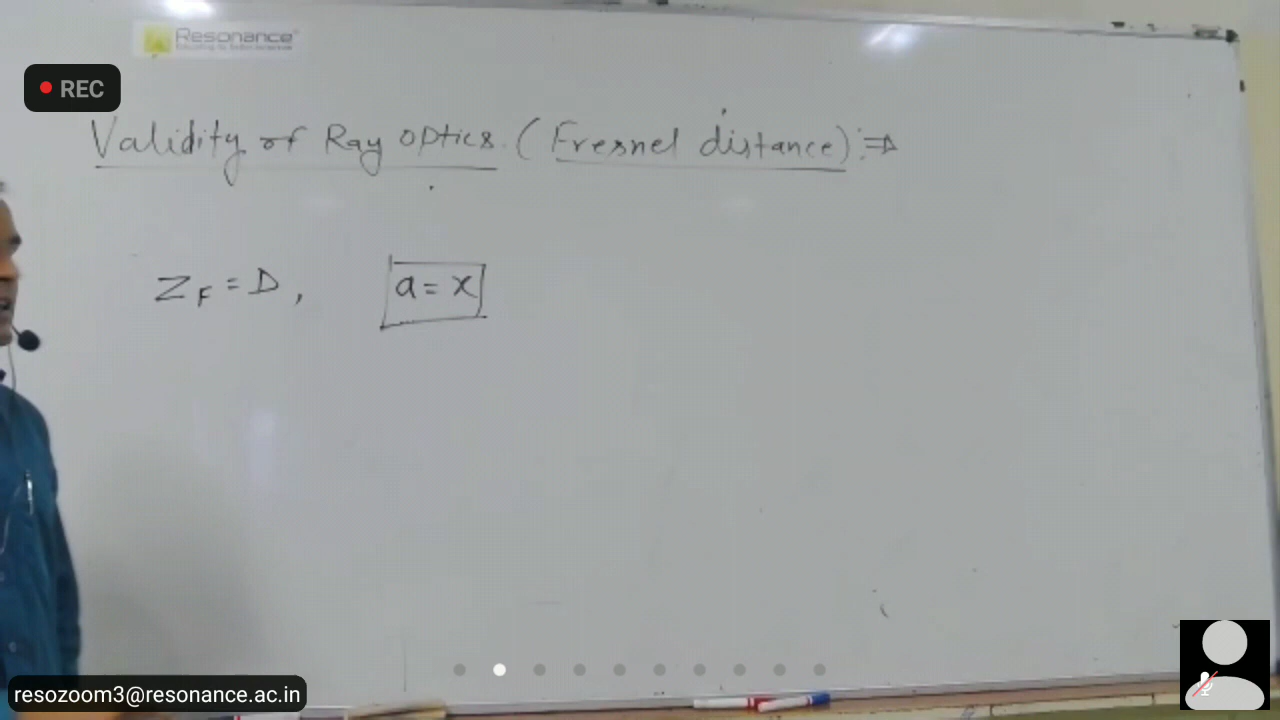 Resonance
REC
Validity of Ray optics. (Fresnel distance) :⇒
Z_F = D, a = x
resozoom3@resonance.ac.in